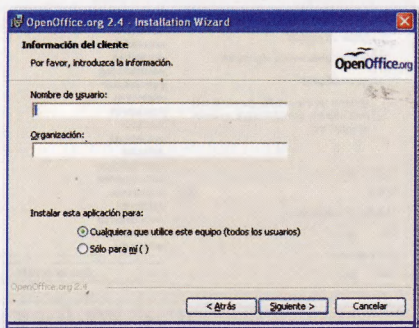 OpenOffice.org 2.4 - Installation Wizard
Información del cliente
Por favor, introduzca la información.
OpenOffice.org
Nombre de usuario:
Organización:
Instalar esta aplicación para:
Cualquiera que utilice este equipo (todos los usuarios)
Sólo para mí ( )
OpenOffice.org 2.4
< Atrás
Siguiente >
Cancelar